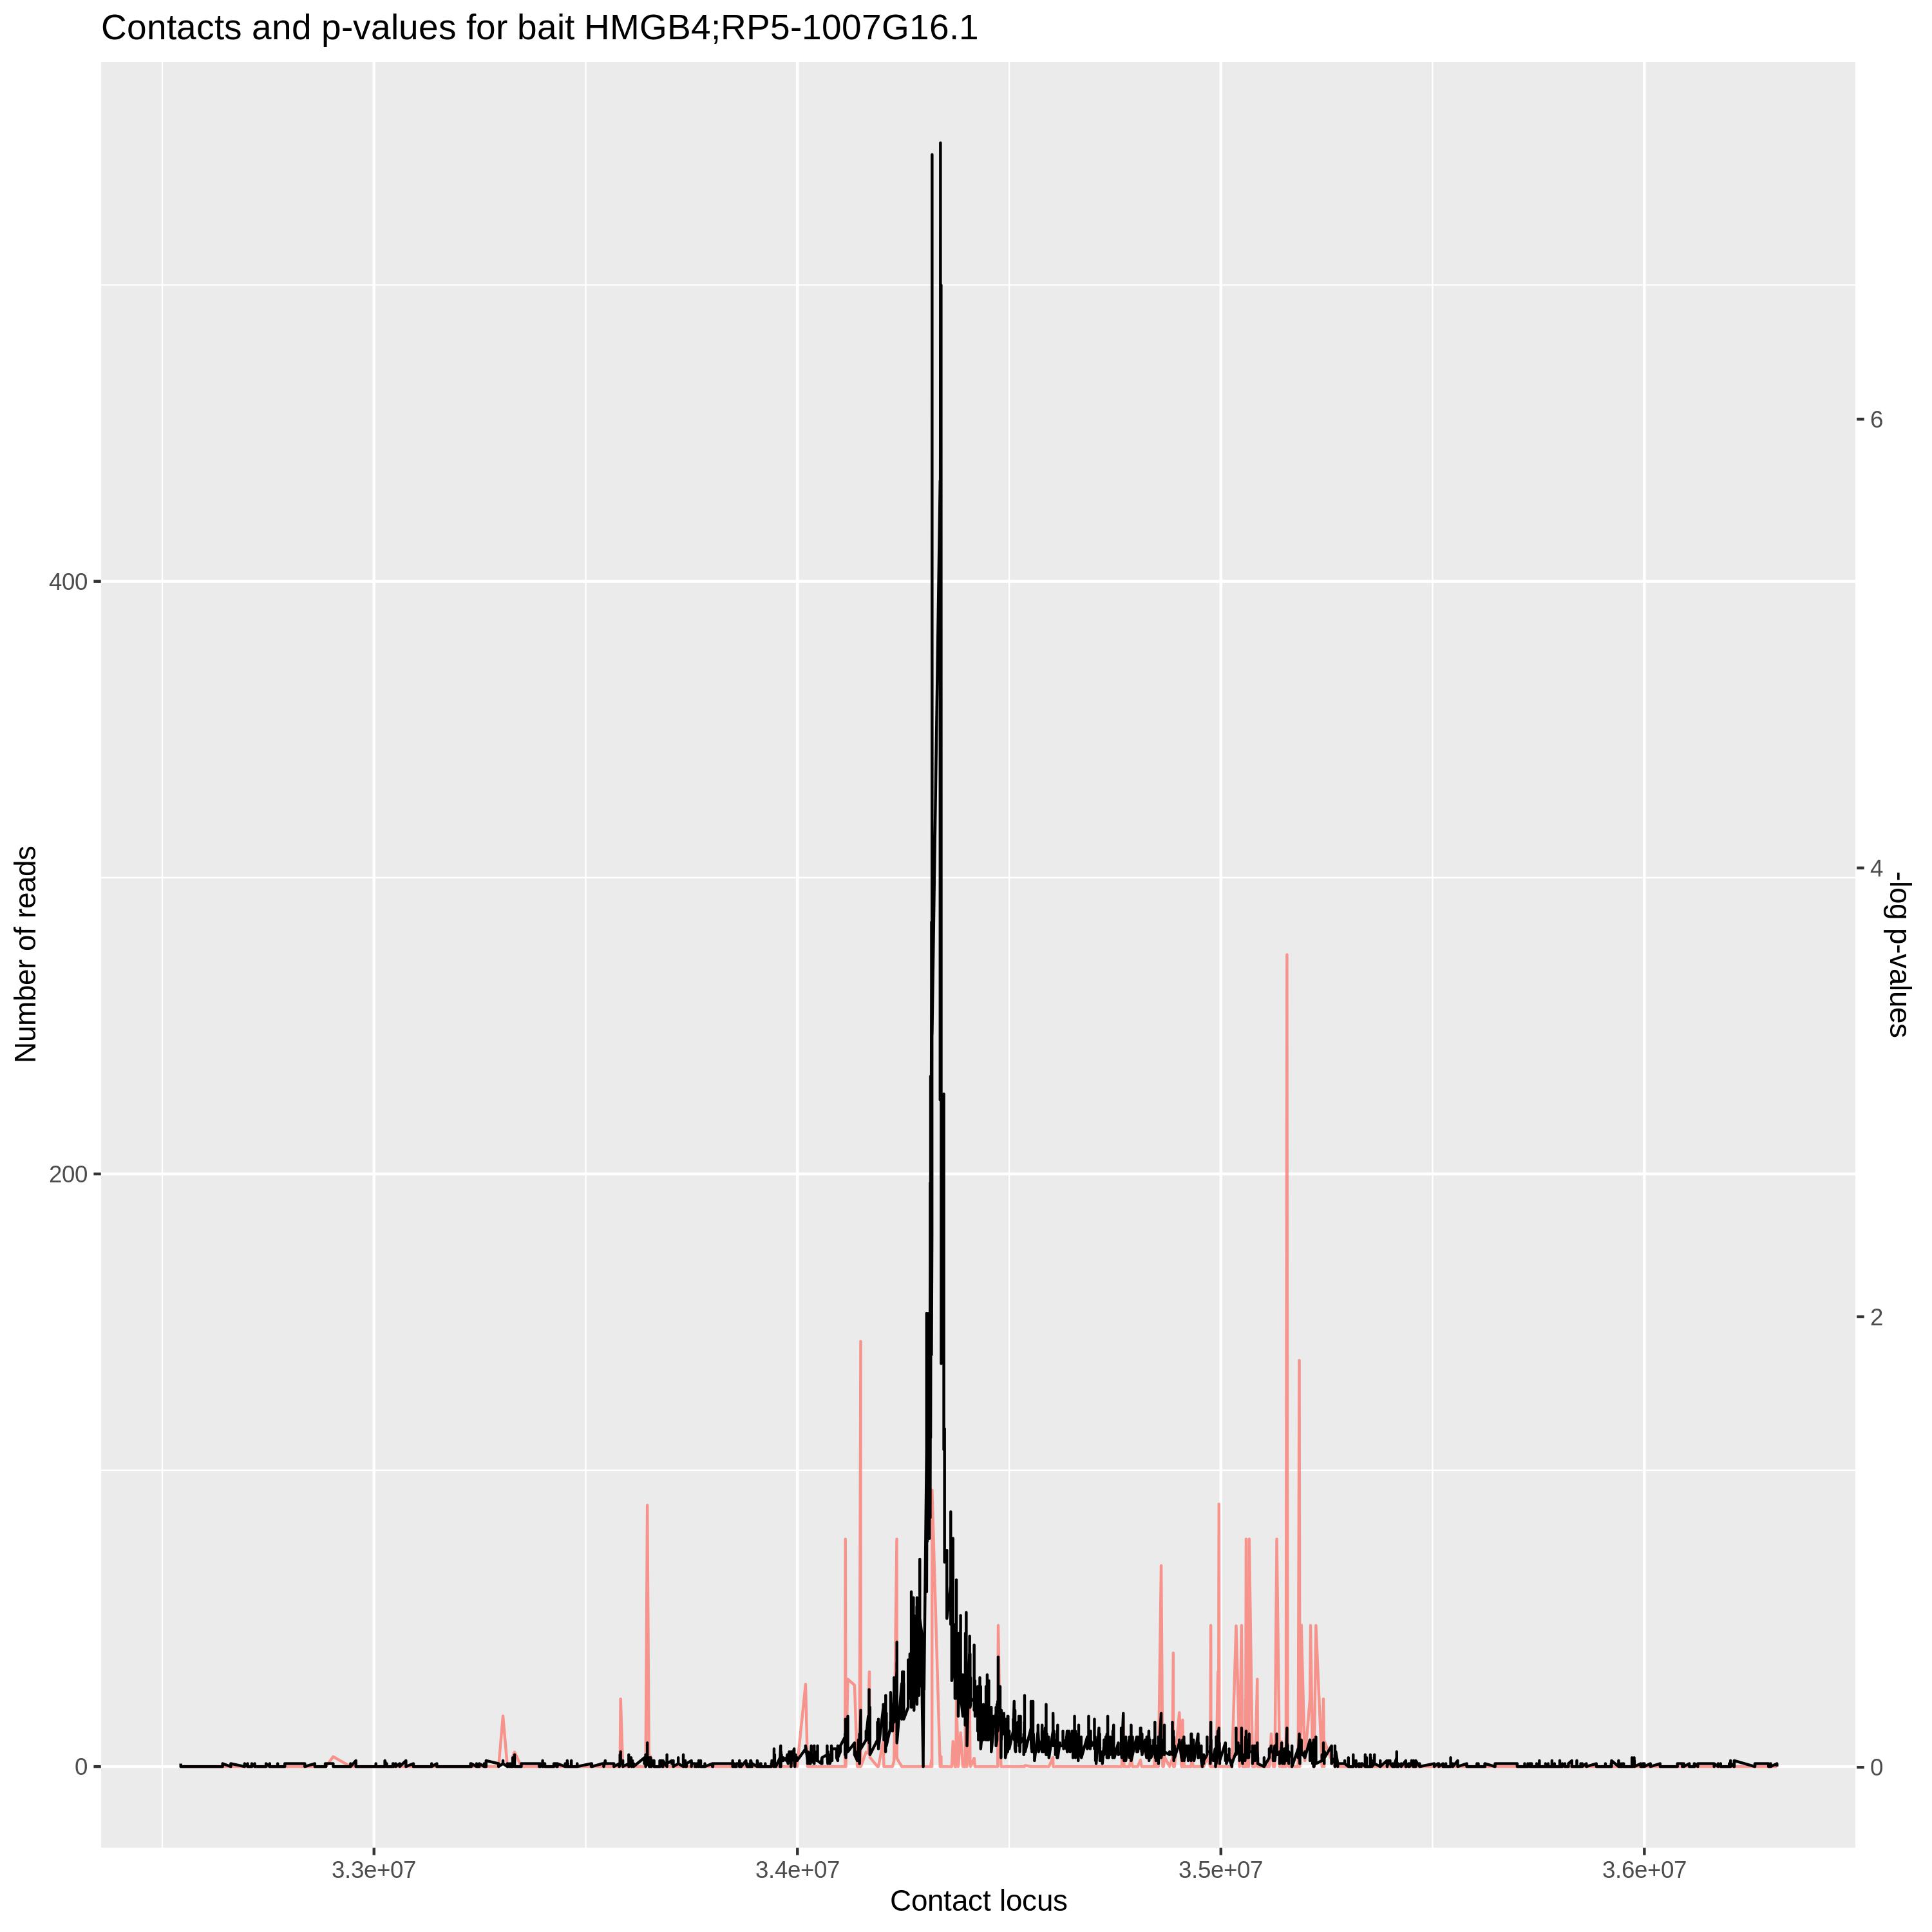 Contacts and p-values for bait HMGB4;RP5-1007G16.1
Number of reads
400
200
0
6
4
2
0
-log p-values
3.3e+07
3.4e+07
3.5e+07
3.6e+07
Contact locus